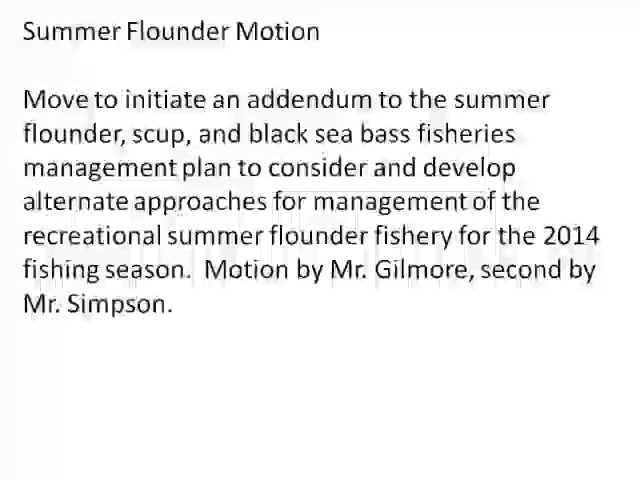 Summer Flounder Motion
Move to initiate an addendum to the summer
flounder, scup, and black sea bass fisheries
management plan to consider and develop
alternate approaches for management of the
recreational summer flounder fishery for the 2014
fishing season.  Motion by Mr. Gilmore, second by
Mr. Simpson.